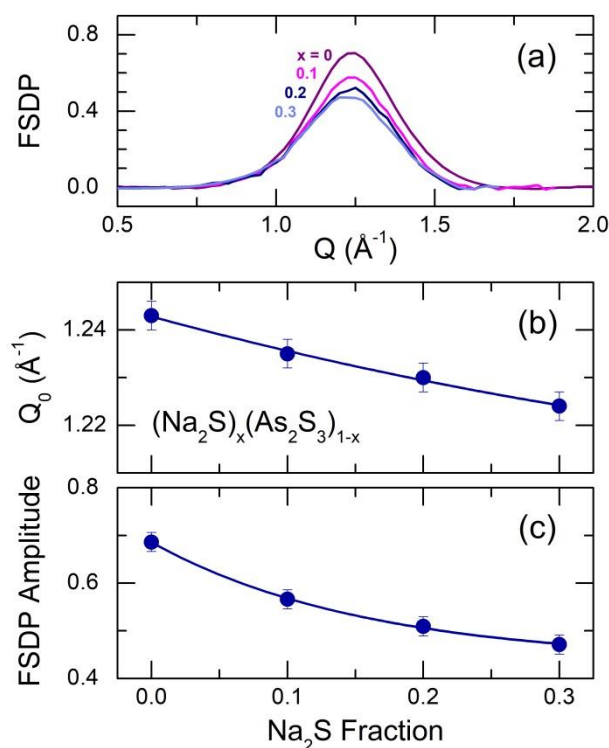 (a)
FSDP
0.8
0.4
0.0
x = 0
0.1
0.2
0.3
0.5 1.0 1.5 2.0
Q (Å⁻¹)
(b)
Q₀ (Å⁻¹)
1.24
1.22
(Na₂S)ₓ(As₂S₃)₁₋ₓ
(c)
FSDP Amplitude
0.8
0.6
0.4
0.0 0.1 0.2 0.3
Na₂S Fraction